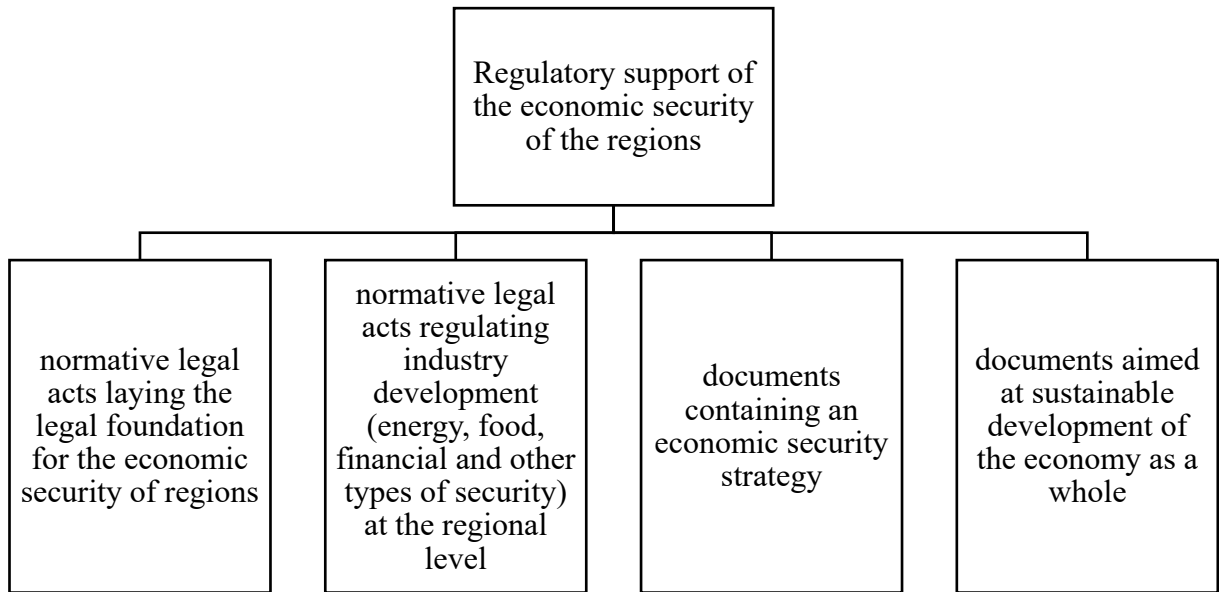 Regulatory support of
the economic security
of the regions
normative legal
acts laying the
legal foundation
for the economic
security of regions
normative legal
acts regulating
industry
development
(energy, food,
financial and other
types of security)
at the regional
level
documents
containing an
economic security
strategy
documents aimed
at sustainable
development of
the economy as a
whole